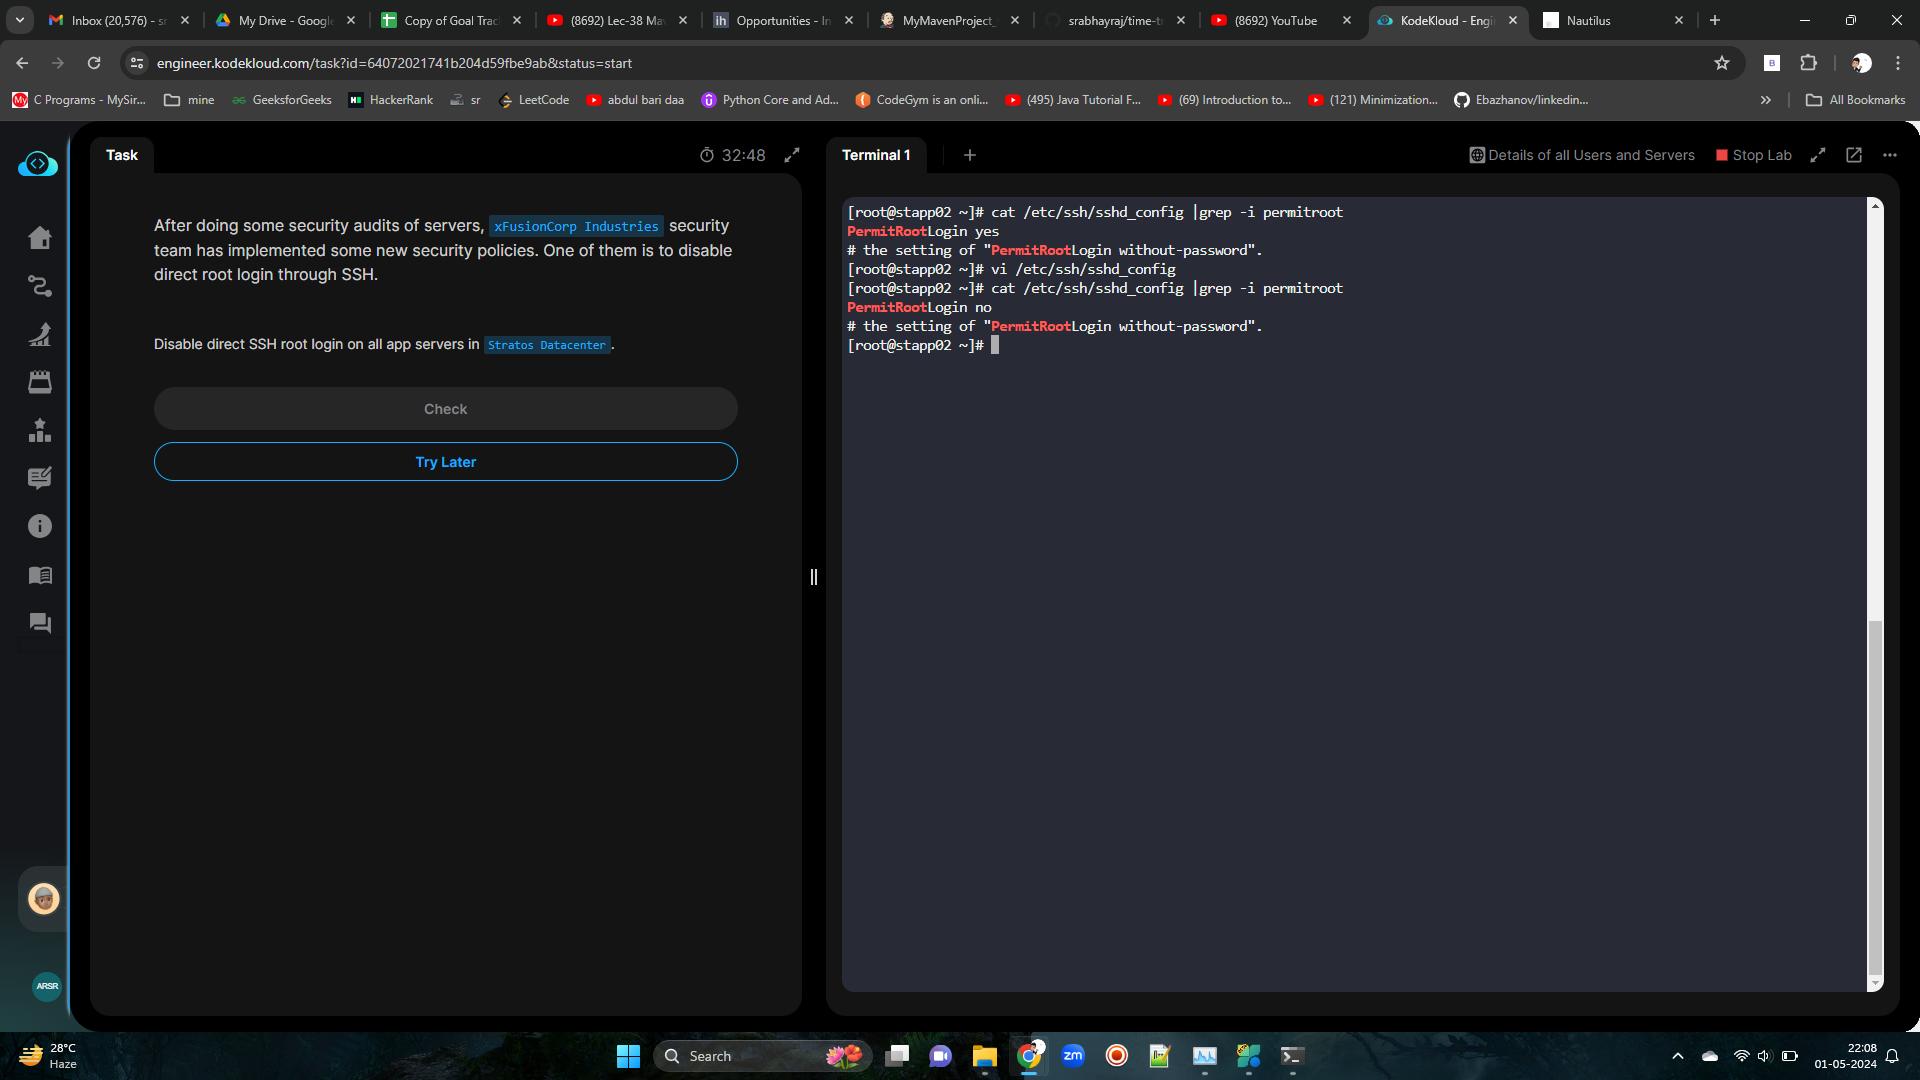 Inbox (20,576) - sr
My Drive - Google
Copy of Goal Trac
(8692) Lec-38 Ma
ih
Opportunities - In
MyMavenProject_
srabhayraj/time-tr
(8692) YouTube
KodeKloud - Engi
Nautilus
engineer.kodekloud.com/task?id=64072021741b204d59fbe9ab&status=start
C Programs - MySir...
mine
GeeksforGeeks
HackerRank
sr
LeetCode
abdul bari daa
Python Core and Ad...
CodeGym is an onli...
(495) Java Tutorial F...
(69) Introduction to...
(121) Minimization...
Ebazhanov/linkedin...
All Bookmarks
Task
32:48
After doing some security audits of servers, xFusionCorp Industries security
team has implemented some new security policies. One of them is to disable
direct root login through SSH.
Disable direct SSH root login on all app servers in Stratos Datacenter.
Check
Try Later
ARSR
Terminal 1
Details of all Users and Servers
Stop Lab
[root@stapp02 ~]# cat /etc/ssh/sshd_config |grep -i permitroot
PermitRootLogin yes
# the setting of "PermitRootLogin without-password".
[root@stapp02 ~]# vi /etc/ssh/sshd_config
[root@stapp02 ~]# cat /etc/ssh/sshd_config |grep -i permitroot
PermitRootLogin no
# the setting of "PermitRootLogin without-password".
[root@stapp02 ~]#
28°C
Haze
Search
zm
22:08
01-05-2024